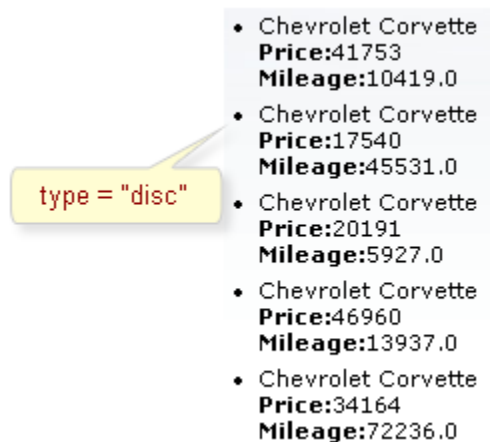 Chevrolet Corvette
Price:41753
Mileage:10419.0
Chevrolet Corvette
Price:17540
Mileage:45531.0
type = "disc"
Chevrolet Corvette
Price:20191
Mileage:5927.0
Chevrolet Corvette
Price:46960
Mileage:13937.0
Chevrolet Corvette
Price:34164
Mileage:72236.0